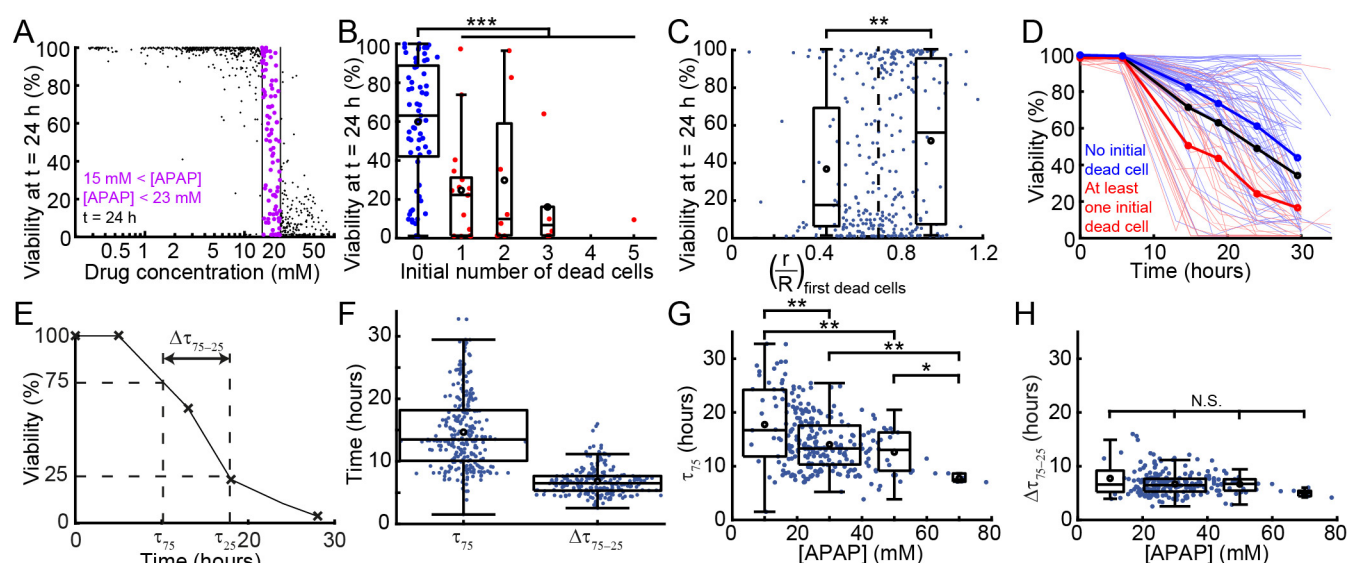 A
Viability at t = 24 h (%)
100
80
60
40
20
0
15 mM < [APAP]
[APAP] < 23 mM
t = 24 h
0.5 1 2 5 10 20 50
Drug concentration (mM)
B
***
Viability at t = 24 h (%)
100
80
60
40
20
0
0 1 2 3 4 5
Initial number of dead cells
C
**
Viability at t = 24 h (%)
100
80
60
40
20
0
0 0.4 0.8 1.2
(r/R) first dead cells
D
Viability (%)
100
80
60
40
20
0
No initial
dead cell
At least
one initial
dead cell
0 10 20 30
Time (hours)
E
Viability (%)
100
75
25
0
Δτ75–25
0 τ75 τ25 20 30
Time (hours)
F
Time (hours)
30
20
10
0
τ75 Δτ75–25
G
**
**
**
*
τ75 (hours)
30
20
10
0
0 20 40 60 80
[APAP] (mM)
H
N.S.
Δτ75–25 (hours)
30
20
10
0
0 20 40 60 80
[APAP] (mM)